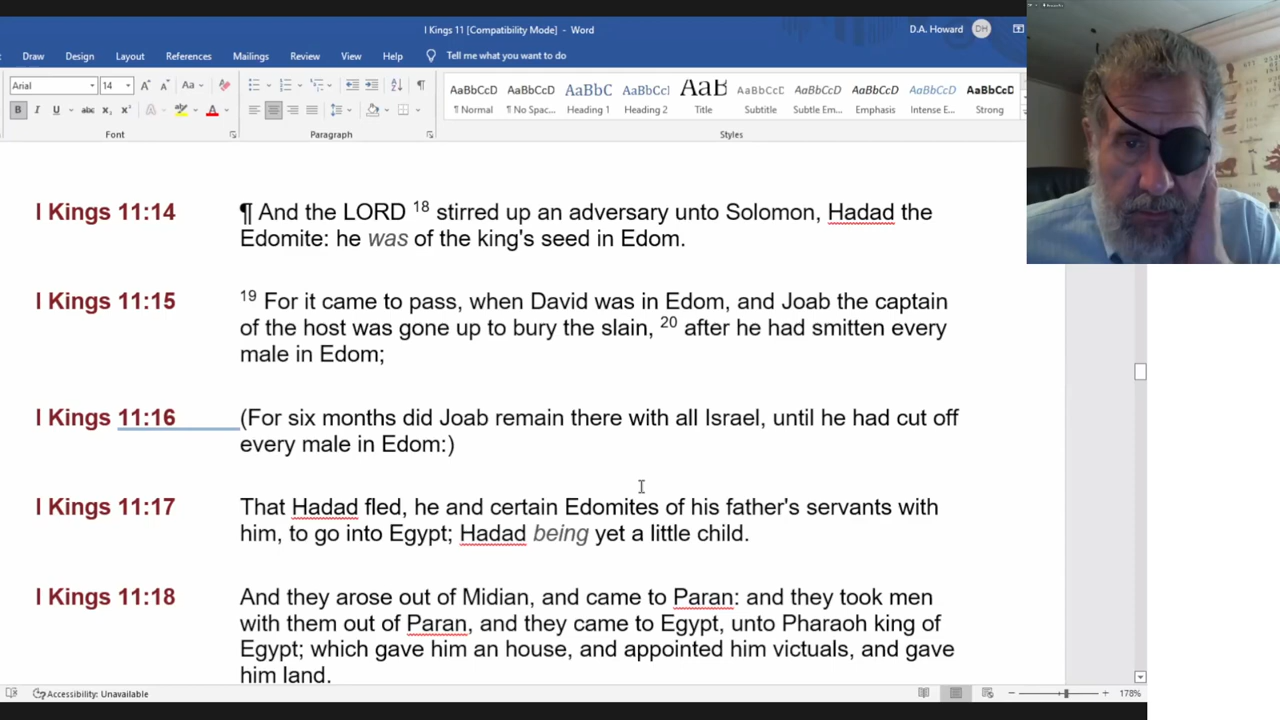 I Kings 11 [Compatibility Mode] - Word
D.A. Howard DH
Draw Design Layout References Mailings Review View Help Tell me what you want to do
Arial 14 Aa
AaBbCcD AaBbCcD AaBbC AaBbCcl AaB AaBbCcD AaBbCcD AaBbCcD AaBbCcD AaBbCcD
¶ Normal ¶ No Spac... Heading 1 Heading 2 Title Subtitle Subtle Em... Emphasis Intense E... Strong
Font Paragraph Styles
I Kings 11:14 ¶ And the LORD 18 stirred up an adversary unto Solomon, Hadad the
Edomite: he was of the king's seed in Edom.
I Kings 11:15 19 For it came to pass, when David was in Edom, and Joab the captain
of the host was gone up to bury the slain, 20 after he had smitten every
male in Edom;
I Kings 11:16 (For six months did Joab remain there with all Israel, until he had cut off
every male in Edom:)
I Kings 11:17 That Hadad fled, he and certain Edomites of his father's servants with
him, to go into Egypt; Hadad being yet a little child.
I Kings 11:18 And they arose out of Midian, and came to Paran: and they took men
with them out of Paran, and they came to Egypt, unto Pharaoh king of
Egypt; which gave him an house, and appointed him victuals, and gave
him land.
Accessibility: Unavailable
178%